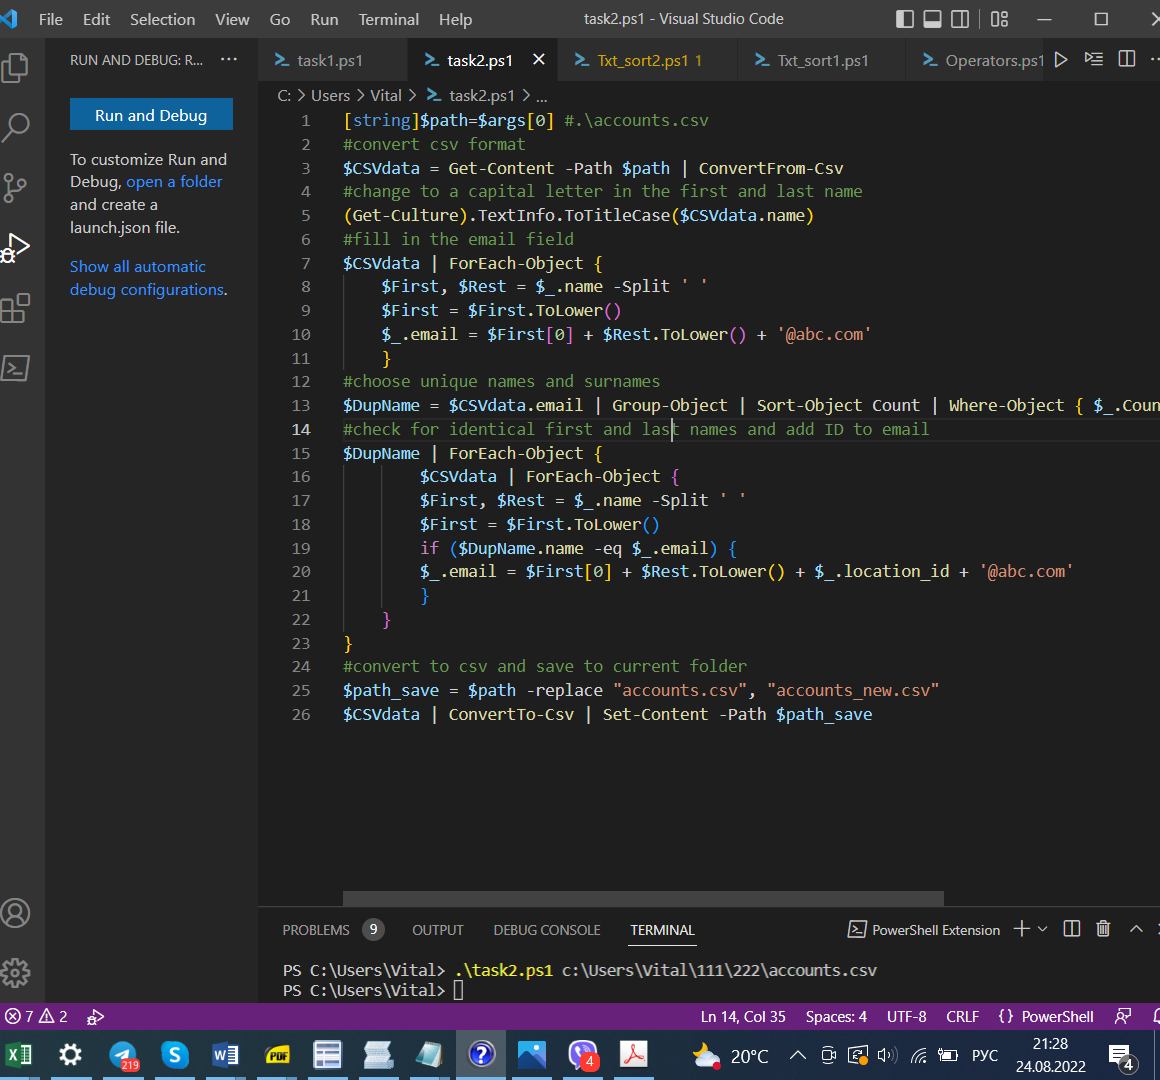 File Edit Selection View Go Run Terminal Help task2.ps1 - Visual Studio Code
RUN AND DEBUG: R... ···
task1.ps1 task2.ps1 Txt_sort2.ps1 1 Txt_sort1.ps1 Operators.ps1
C: > Users > Vital > task2.ps1 > ...
Run and Debug
To customize Run and
Debug, open a folder
and create a
launch.json file.
Show all automatic
debug configurations.
1 [string]$path=$args[0] #.\accounts.csv
2 #convert csv format
3 $CSVdata = Get-Content -Path $path | ConvertFrom-Csv
4 #change to a capital letter in the first and last name
5 (Get-Culture).TextInfo.ToTitleCase($CSVdata.name)
6 #fill in the email field
7 $CSVdata | ForEach-Object {
8 $First, $Rest = $_.name -Split ' '
9 $First = $First.ToLower()
10 $_.email = $First[0] + $Rest.ToLower() + '@abc.com'
11 }
12 #choose unique names and surnames
13 $DupName = $CSVdata.email | Group-Object | Sort-Object Count | Where-Object { $_.Coun
14 #check for identical first and last names and add ID to email
15 $DupName | ForEach-Object {
16 $CSVdata | ForEach-Object {
17 $First, $Rest = $_.name -Split ' '
18 $First = $First.ToLower()
19 if ($DupName.name -eq $_.email) {
20 $_.email = $First[0] + $Rest.ToLower() + $_.location_id + '@abc.com'
21 }
22 }
23 }
24 #convert to csv and save to current folder
25 $path_save = $path -replace "accounts.csv", "accounts_new.csv"
26 $CSVdata | ConvertTo-Csv | Set-Content -Path $path_save
PROBLEMS 9 OUTPUT DEBUG CONSOLE TERMINAL PowerShell Extension
PS C:\Users\Vital> .\task2.ps1 c:\Users\Vital\111\222\accounts.csv
PS C:\Users\Vital>
7 2 Ln 14, Col 35 Spaces: 4 UTF-8 CRLF {} PowerShell
219 PDF 4 20°C РУС 21:28
24.08.2022 4